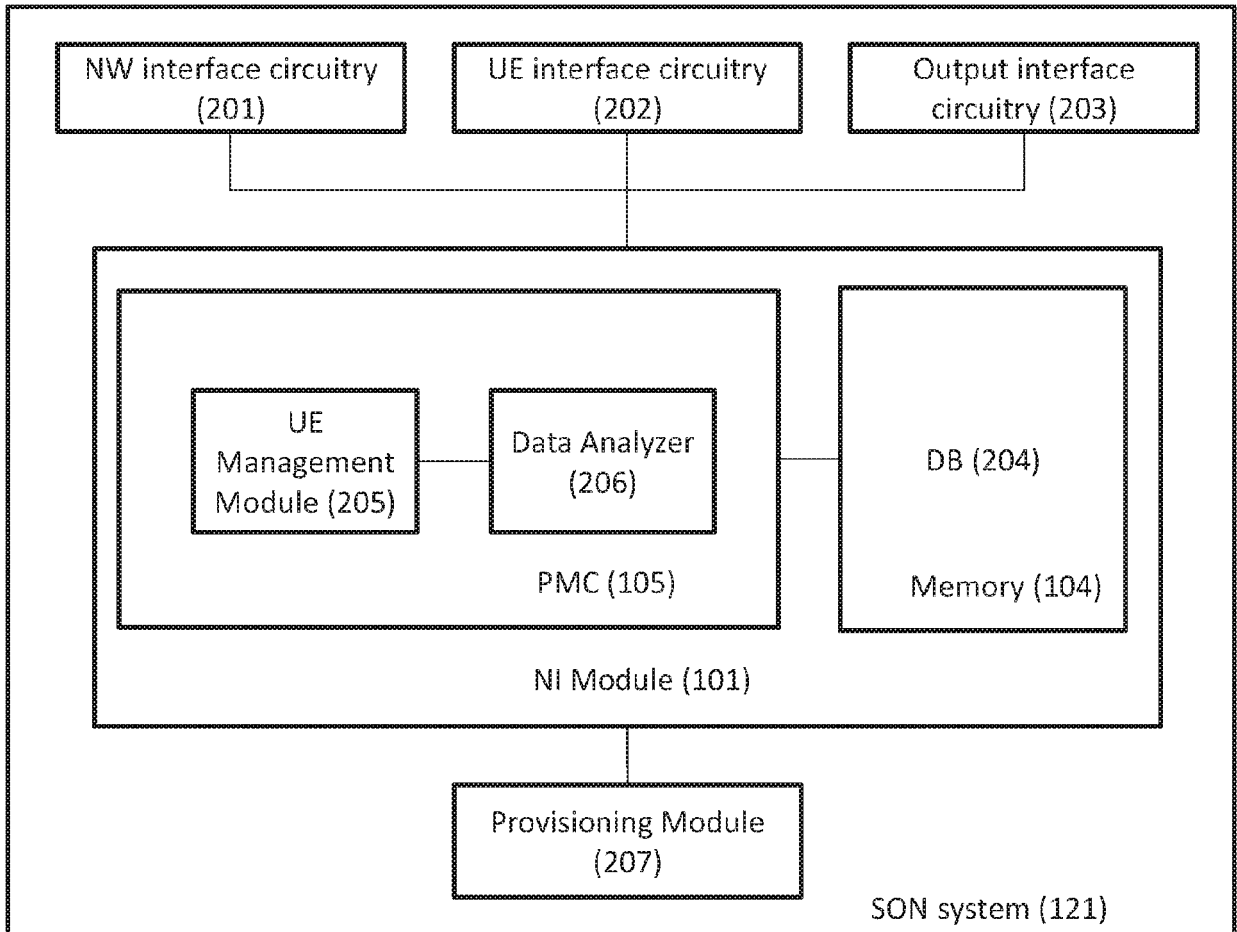 NW interface circuitry
(201)
UE interface circuitry
(202)
Output interface
circuitry (203)
UE
Management
Module (205)
Data Analyzer
(206)
DB (204)
PMC (105)
Memory (104)
NI Module (101)
Provisioning Module
(207)
SON system (121)